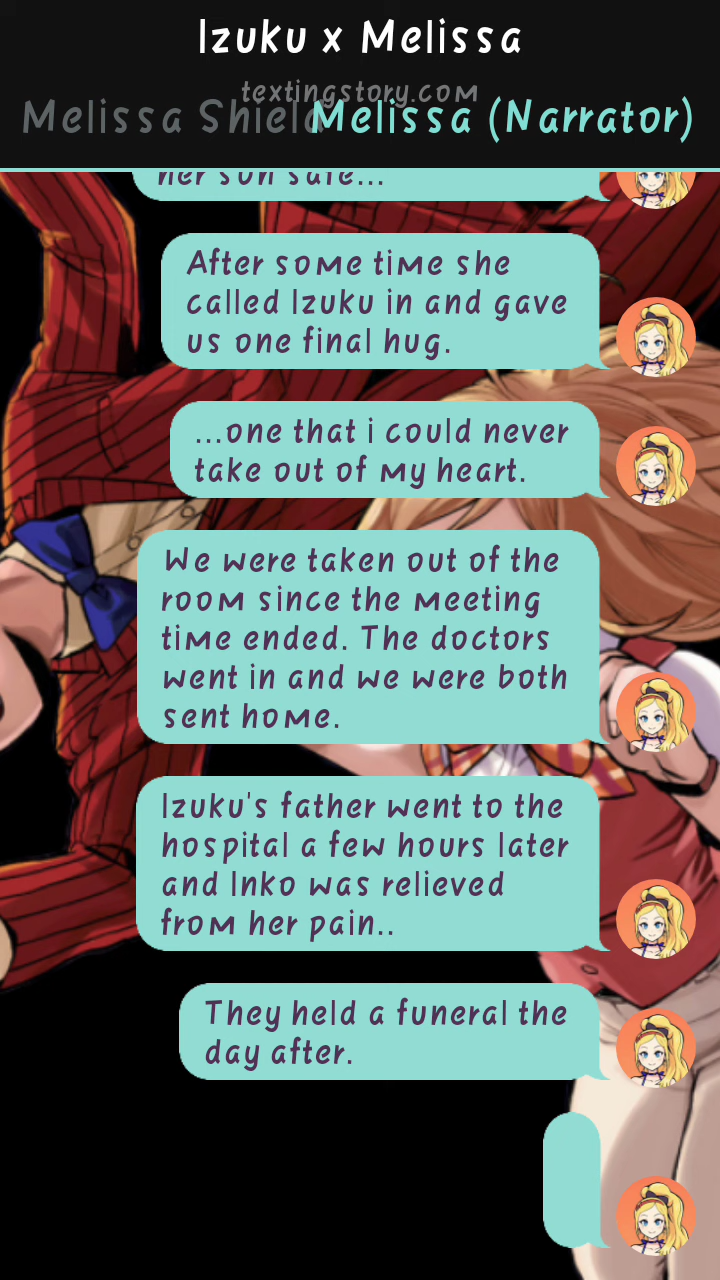 Izuku x Melissa
textingstory.com
Melissa Shield
Melissa (Narrator)
her son safe...
After some time she
called Izuku in and gave
us one final hug.
...one that i could never
take out of my heart.
We were taken out of the
room since the meeting
time ended. The doctors
went in and we were both
sent home.
Izuku's father went to the
hospital a few hours later
and Inko was relieved
from her pain..
They held a funeral the
day after.